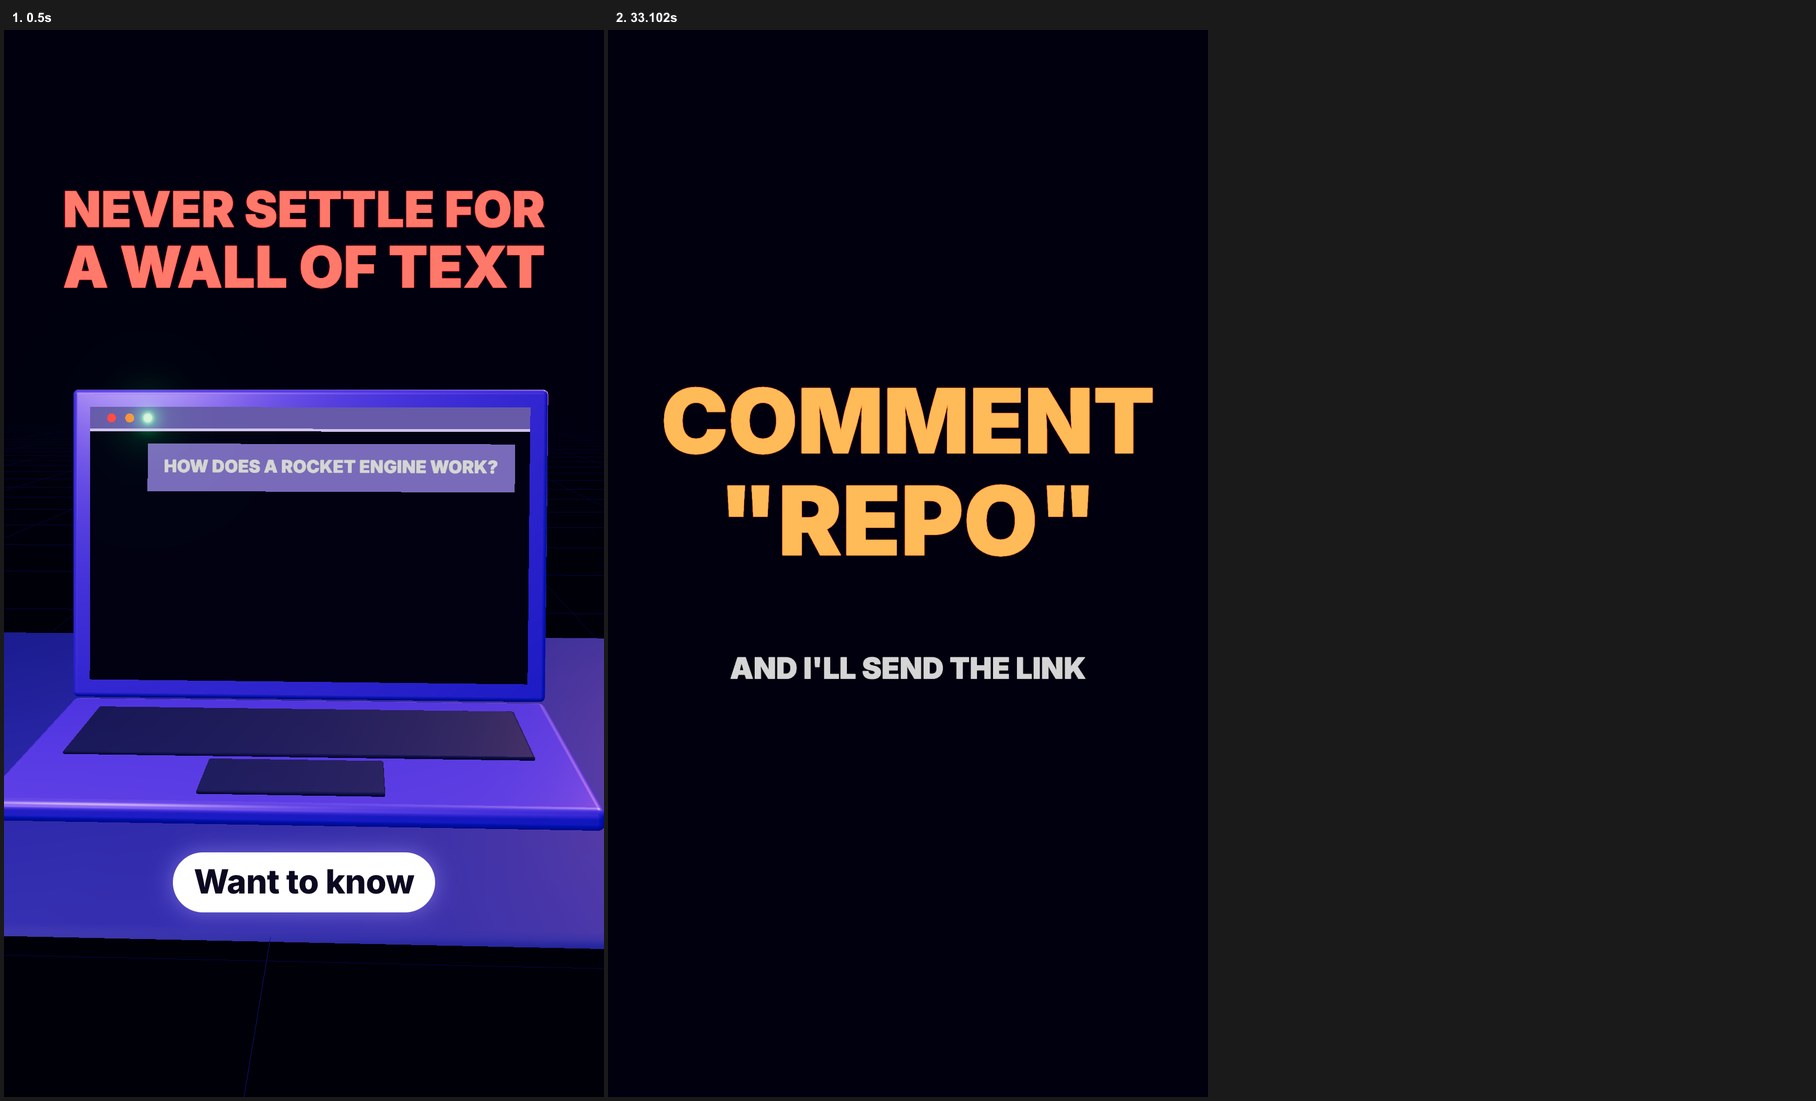 1. 0.5s
NEVER SETTLE FOR
A WALL OF TEXT
HOW DOES A ROCKET ENGINE WORK?
Want to know
2. 33.102s
COMMENT
"REPO"
AND I'LL SEND THE LINK